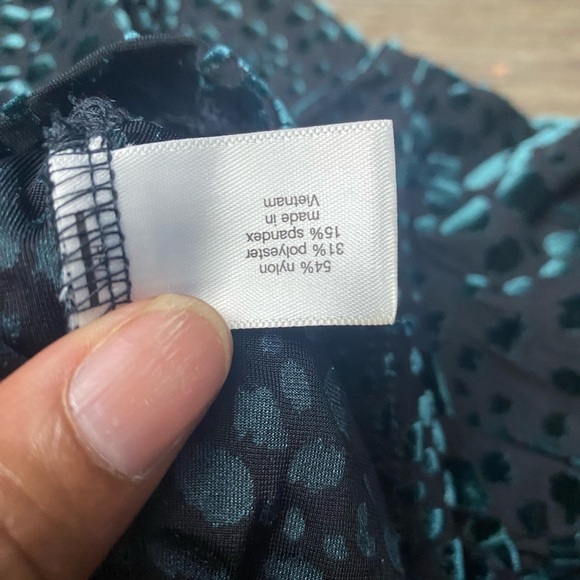 54% nylon
31% polyester
15% spandex
made in
Vietnam